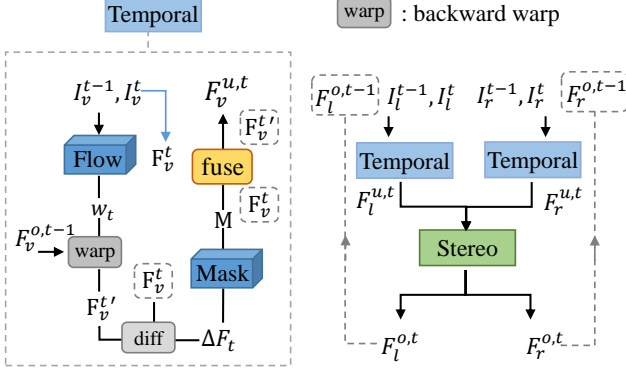 Temporal
warp : backward warp
I_v^{t-1}, I_v^t
F_v^{u,t}
F_v^{t'}
Flow
F_v^t
fuse
w_t
F_v^t
F_v^{o,t-1}
warp
M
F_v^t
Mask
F_v^{t'}
diff
ΔF_t
F_l^{o,t-1}
I_l^{t-1}, I_l^t
I_r^{t-1}, I_r^t
F_r^{o,t-1}
Temporal
Temporal
F_l^{u,t}
F_r^{u,t}
Stereo
F_l^{o,t}
F_r^{o,t}